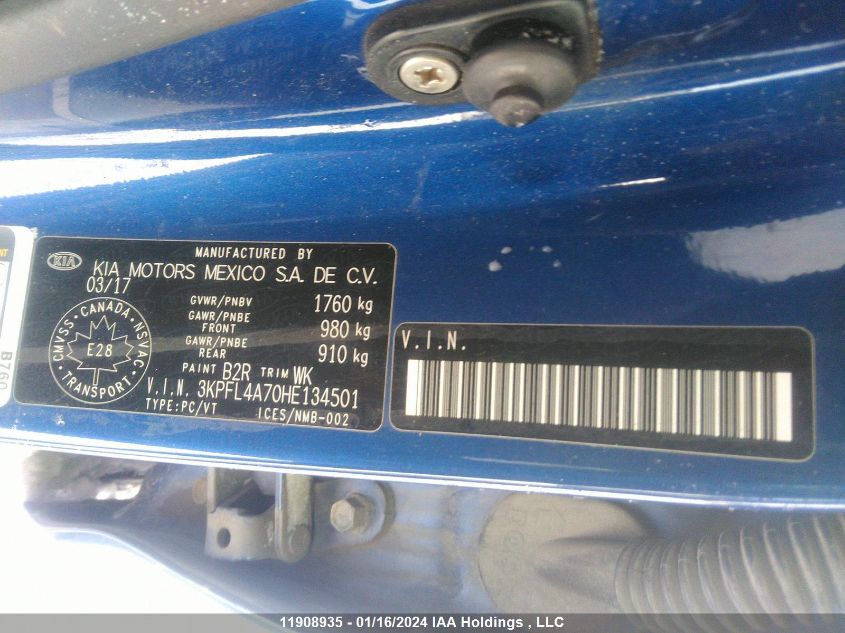 KIA
MANUFACTURED BY
KIA MOTORS MEXICO S.A. DE C.V.
03/17
GVWR/PNBV 1760 kg
GAWR/PNBE FRONT 980 kg
GAWR/PNBE REAR 910 kg
CANADA
CMVSS NSVAC
E28
TRANSPORT
PAINT B2R TRIM WK
V.I.N. 3KPFL4A70HE134501
TYPE:PC/VT ICES/NMB-002
V.I.N.
B760
11908935 - 01/16/2024 IAA Holdings , LLC